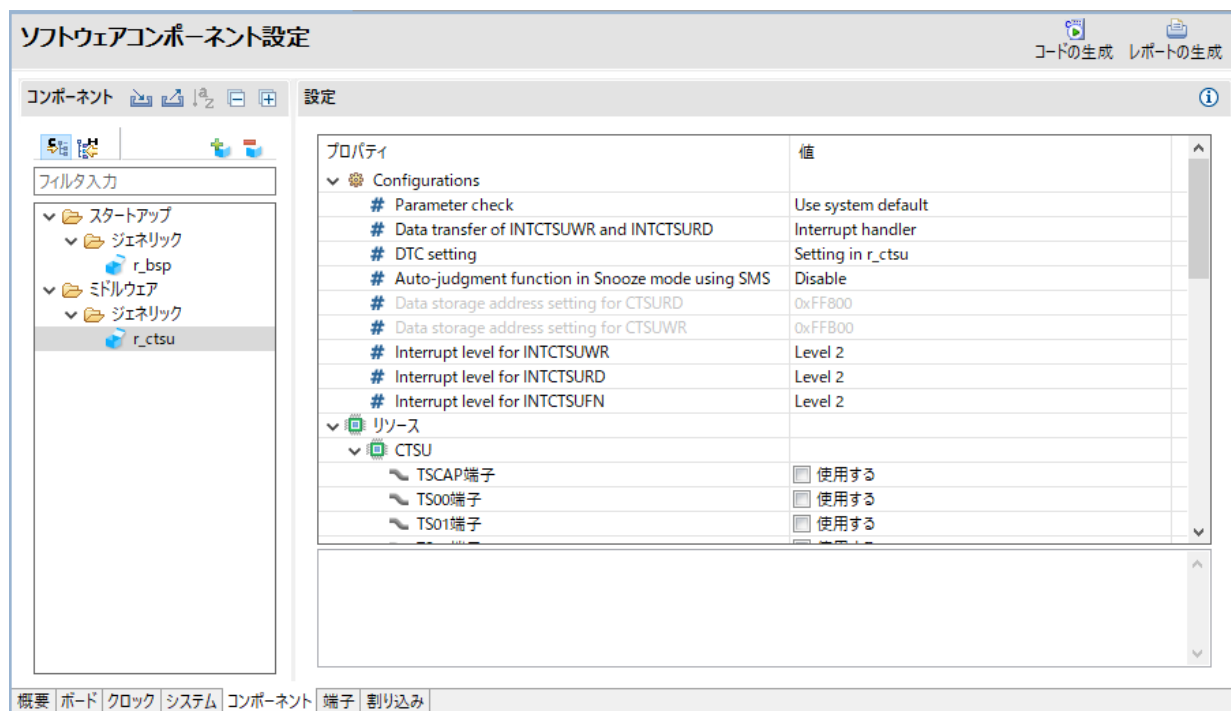 ソフトウェアコンポーネント設定
コードの生成 レポートの生成
コンポーネント
設定
フィルタ入力
スタートアップ
ジェネリック
r_bsp
ミドルウェア
ジェネリック
r_ctsu
プロパティ 値
Configurations
# Parameter check Use system default
# Data transfer of INTCTSUWR and INTCTSURD Interrupt handler
# DTC setting Setting in r_ctsu
# Auto-judgment function in Snooze mode using SMS Disable
# Data storage address setting for CTSURD 0xFF800
# Data storage address setting for CTSUWR 0xFFB00
# Interrupt level for INTCTSUWR Level 2
# Interrupt level for INTCTSURD Level 2
# Interrupt level for INTCTSUFN Level 2
リソース
CTSU
TSCAP端子 使用する
TS00端子 使用する
TS01端子 使用する
概要 ボード クロック システム コンポーネント 端子 割り込み